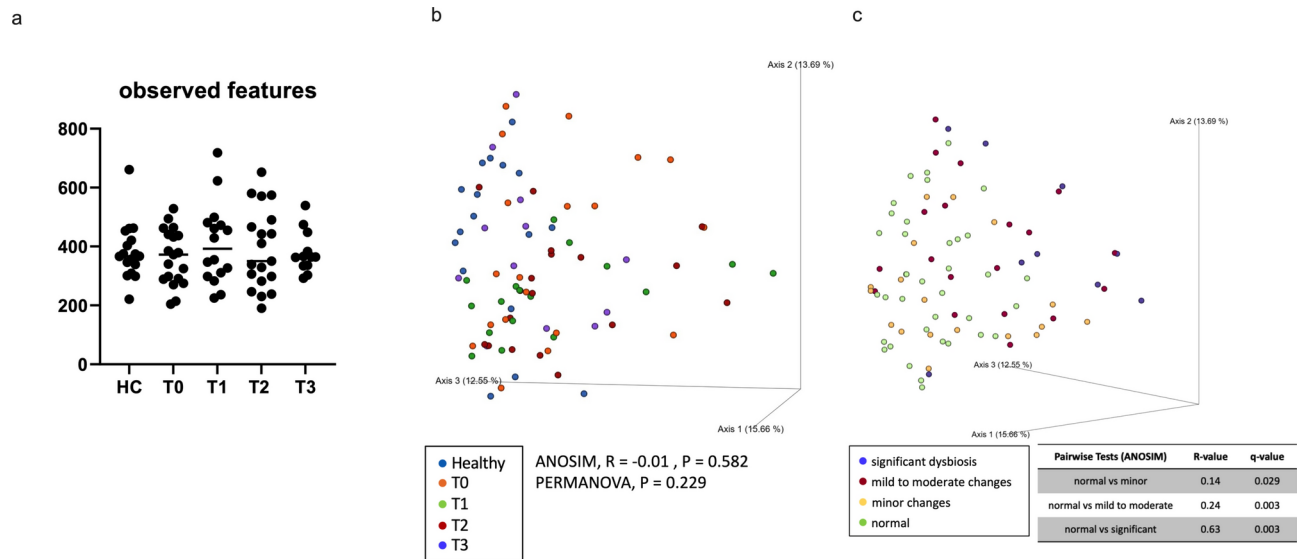 a
observed features
800
600
400
200
0
HC T0 T1 T2 T3
b
Axis 2 (13.69 %)
Axis 3 (12.55 %)
Axis 1 (15.66 %)
Healthy
T0
T1
T2
T3
ANOSIM, R = -0.01 , P = 0.582
PERMANOVA, P = 0.229
c
Axis 2 (13.69 %)
Axis 3 (12.55 %)
Axis 1 (15.66 %)
significant dysbiosis
mild to moderate changes
minor changes
normal
Pairwise Tests (ANOSIM) R-value q-value
normal vs minor 0.14 0.029
normal vs mild to moderate 0.24 0.003
normal vs significant 0.63 0.003